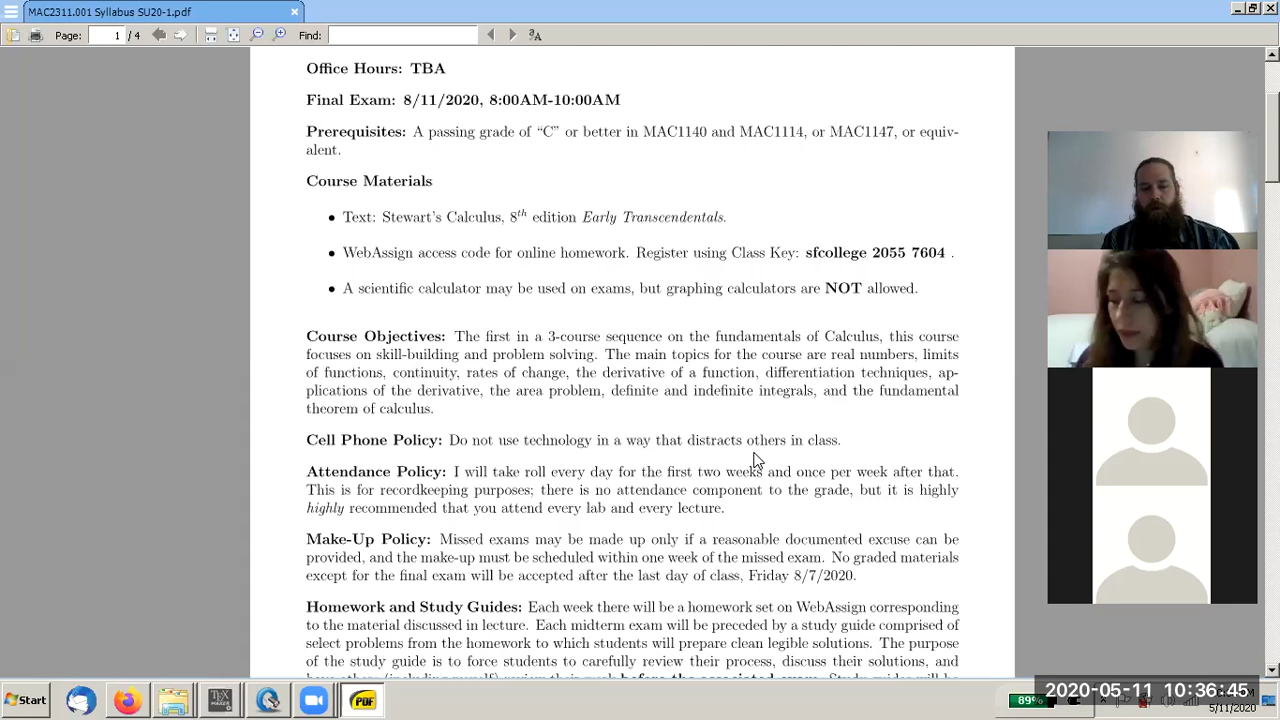 MAC2311.001 Syllabus SU20-1.pdf
Page: 1 / 4 Find:
Office Hours: TBA
Final Exam: 8/11/2020, 8:00AM-10:00AM
Prerequisites: A passing grade of “C” or better in MAC1140 and MAC1114, or MAC1147, or equiv-
alent.
Course Materials
• Text: Stewart's Calculus, 8th edition Early Transcendentals.
• WebAssign access code for online homework. Register using Class Key: sfcollege 2055 7604 .
• A scientific calculator may be used on exams, but graphing calculators are NOT allowed.
Course Objectives: The first in a 3-course sequence on the fundamentals of Calculus, this course
focuses on skill-building and problem solving. The main topics for the course are real numbers, limits
of functions, continuity, rates of change, the derivative of a function, differentiation techniques, ap-
plications of the derivative, the area problem, definite and indefinite integrals, and the fundamental
theorem of calculus.
Cell Phone Policy: Do not use technology in a way that distracts others in class.
Attendance Policy: I will take roll every day for the first two weeks and once per week after that.
This is for recordkeeping purposes; there is no attendance component to the grade, but it is highly
highly recommended that you attend every lab and every lecture.
Make-Up Policy: Missed exams may be made up only if a reasonable documented excuse can be
provided, and the make-up must be scheduled within one week of the missed exam. No graded materials
except for the final exam will be accepted after the last day of class, Friday 8/7/2020.
Homework and Study Guides: Each week there will be a homework set on WebAssign corresponding
to the material discussed in lecture. Each midterm exam will be preceded by a study guide comprised of
select problems from the homework to which students will prepare clean legible solutions. The purpose
of the study guide is to force students to carefully review their process, discuss their solutions, and
Start
TEX
PDF
89%
2020-05-11 10:36:45
5/11/2020